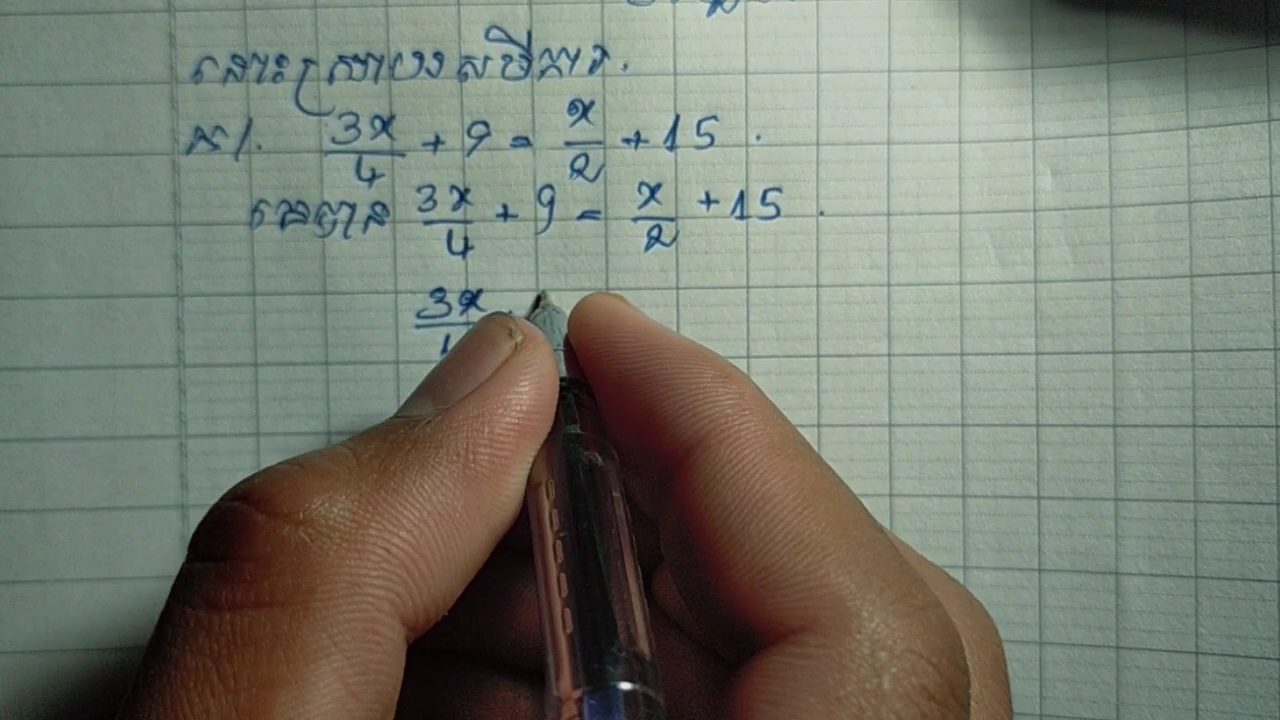 ដោះស្រាយសមីការ.
ក/. 3x/4 + 9 = x/2 + 15 .
គេបាន 3x/4 + 9 = x/2 + 15 .
3x